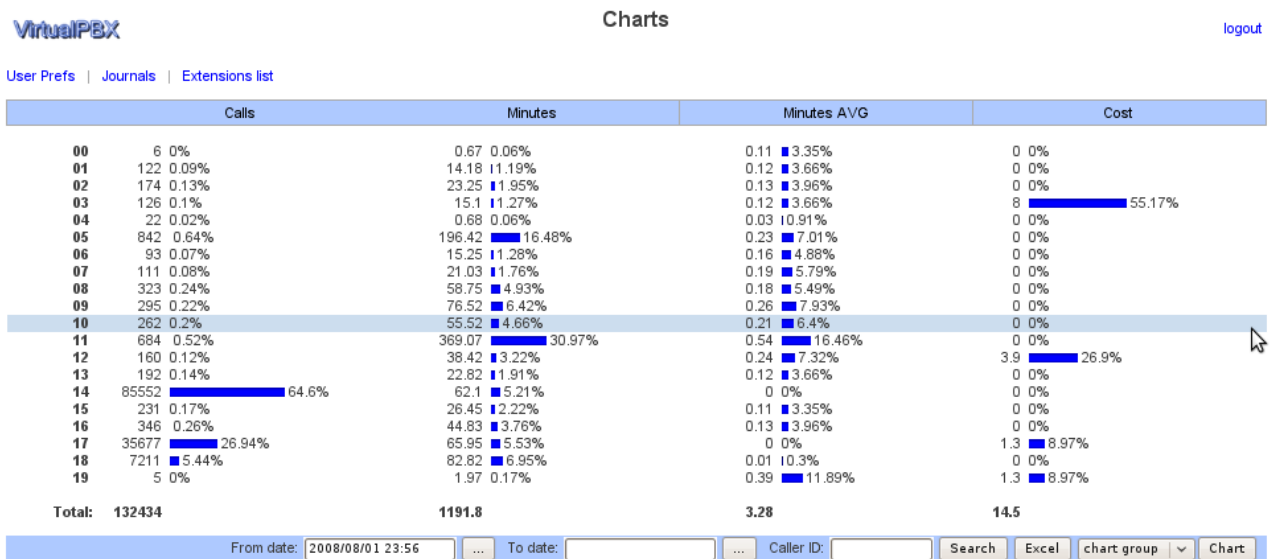 VirtualPBX
Charts
logout
User Prefs | Journals | Extensions list
Calls Minutes Minutes AVG Cost
00 6 0% 0.67 0.06% 0.11 3.35% 0 0%
01 122 0.09% 14.18 1.19% 0.12 3.66% 0 0%
02 174 0.13% 23.25 1.95% 0.13 3.96% 0 0%
03 126 0.1% 15.1 1.27% 0.12 3.66% 8 55.17%
04 22 0.02% 0.68 0.06% 0.03 0.91% 0 0%
05 842 0.64% 196.42 16.48% 0.23 7.01% 0 0%
06 93 0.07% 15.25 1.28% 0.16 4.88% 0 0%
07 111 0.08% 21.03 1.76% 0.19 5.79% 0 0%
08 323 0.24% 58.75 4.93% 0.18 5.49% 0 0%
09 295 0.22% 76.52 6.42% 0.26 7.93% 0 0%
10 262 0.2% 55.52 4.66% 0.21 6.4% 0 0%
11 684 0.52% 369.07 30.97% 0.54 16.46% 0 0%
12 160 0.12% 38.42 3.22% 0.24 7.32% 3.9 26.9%
13 192 0.14% 22.82 1.91% 0.12 3.66% 0 0%
14 85552 64.6% 62.1 5.21% 0 0% 0 0%
15 231 0.17% 26.45 2.22% 0.11 3.35% 0 0%
16 346 0.26% 44.83 3.76% 0.13 3.96% 0 0%
17 35677 26.94% 65.95 5.53% 0 0% 1.3 8.97%
18 7211 5.44% 82.82 6.95% 0.01 0.3% 0 0%
19 5 0% 1.97 0.17% 0.39 11.89% 1.3 8.97%
Total: 132434 1191.8 3.28 14.5
From date: 2008/08/01 23:56 ... To date: ... Caller ID: Search Excel chart group Chart